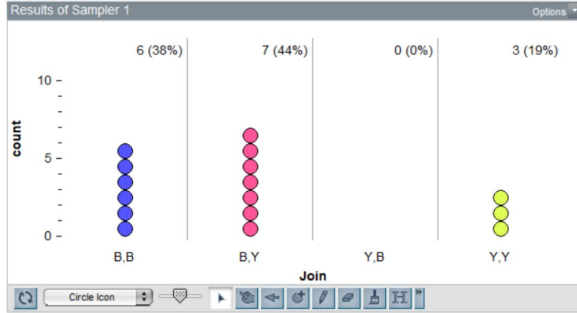 Results of Sampler 1
Options
6 (38%)
7 (44%)
0 (0%)
3 (19%)
10
5
0
count
B,B
B,Y
Y,B
Y,Y
Join
Circle Icon